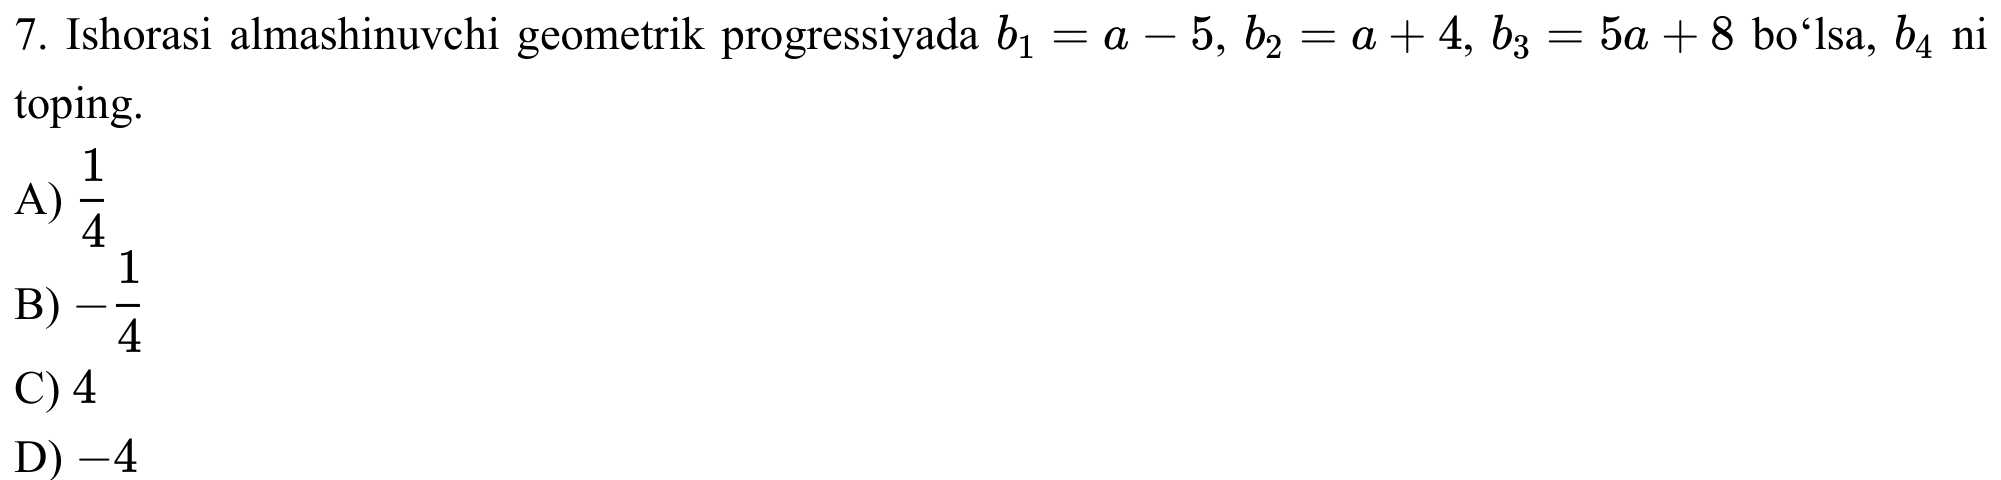 7. Ishorasi almashinuvchi geometrik progressiyada b₁ = a − 5, b₂ = a + 4, b₃ = 5a + 8 bo‘lsa, b₄ ni
toping.
A) 1/4
B) −1/4
C) 4
D) −4